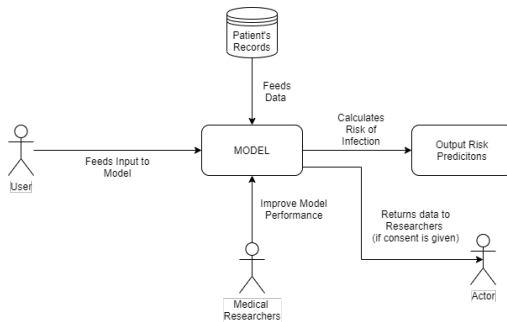 Patient's
Records
Feeds
Data
Calculates
Risk of
Infection
MODEL
Output Risk
Predicitons
Feeds Input to
Model
User
Improve Model
Performance
Returns data to
Researchers
(if consent is given)
Medical
Researchers
Actor